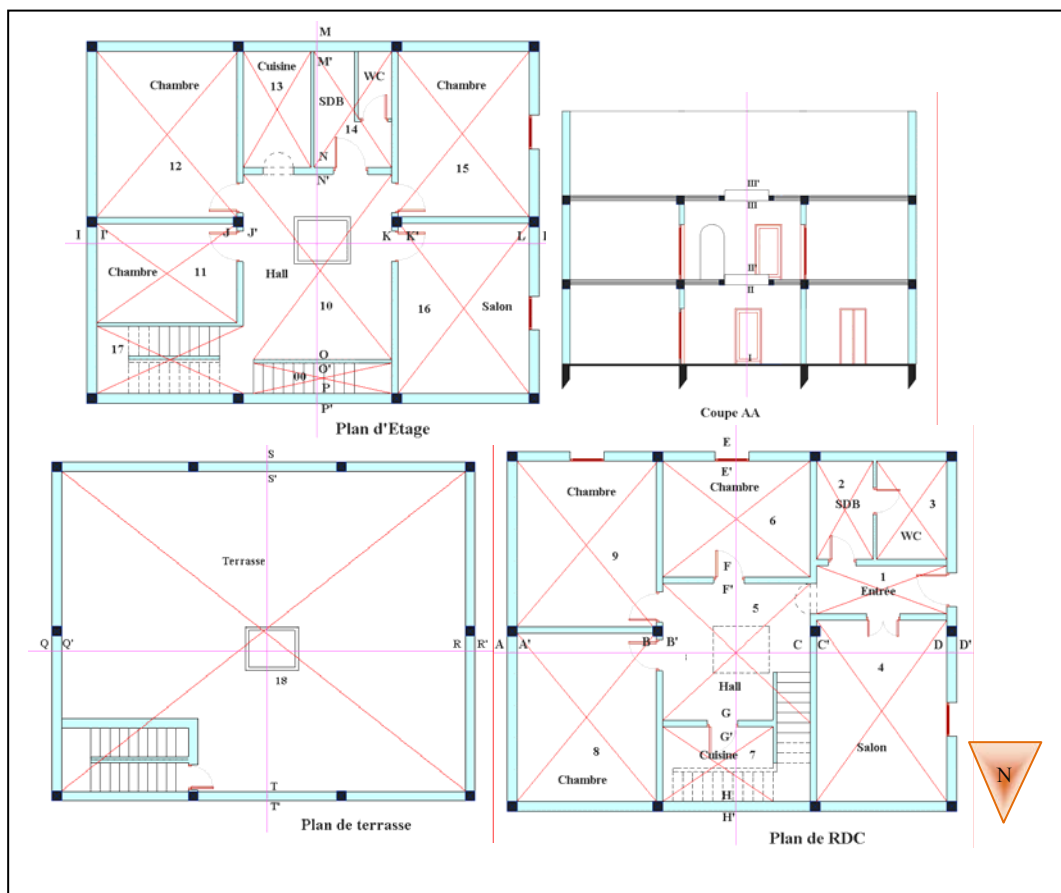 M
Chambre
Cuisine
13
M'
WC
SDB
14
Chambre
12
N
N'
15
I
I'
J
J'
K
K'
L
I
Chambre
11
Hall
10
16
Salon
17
O
O'
00
P
P'
Plan d'Etage
III'
III
II'
II
I
Coupe AA
S
S'
Terrasse
Q
Q'
R
R'
18
T
T'
Plan de terrasse
E
E'
Chambre
Chambre
2
SDB
3
6
WC
9
F
F'
1
Entrée
5
A
A'
B
B'
C
C'
D
D'
4
Hall
G
G'
Cuisine
7
Salon
8
Chambre
H
H'
Plan de RDC
N